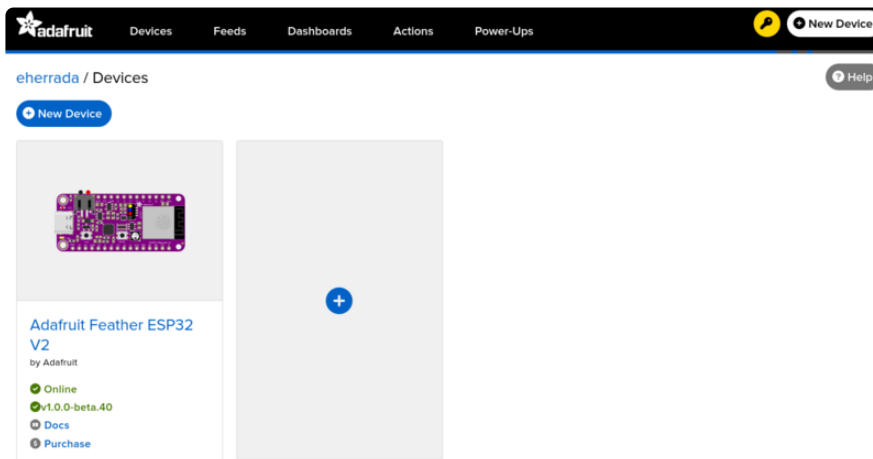 adafruit Devices Feeds Dashboards Actions Power-Ups New Device
eherrada / Devices
Help
New Device
Adafruit Feather ESP32
V2
by Adafruit
Online
v1.0.0-beta.40
Docs
Purchase